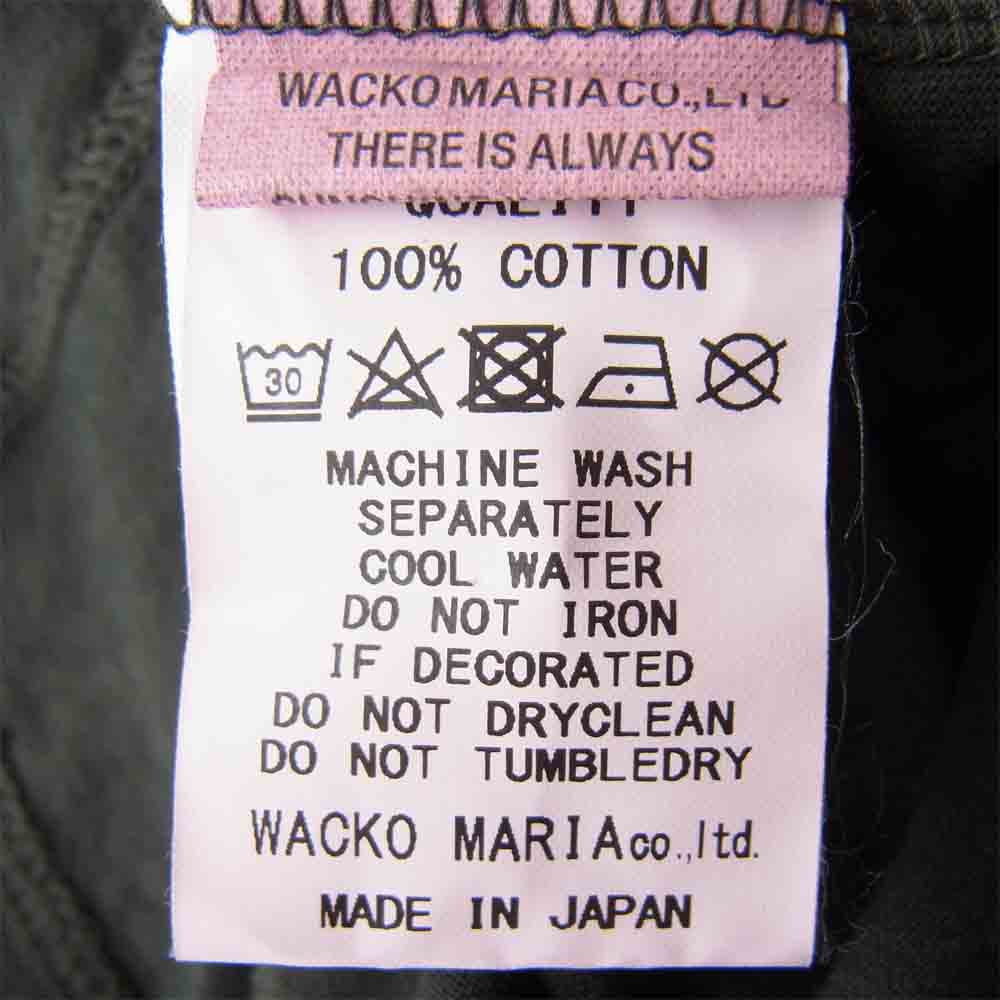 WACKO MARIA CO.,LTD
THERE IS ALWAYS
QUALITY
100% COTTON
30
MACHINE WASH
SEPARATELY
COOL WATER
DO NOT IRON
IF DECORATED
DO NOT DRYCLEAN
DO NOT TUMBLEDRY
WACKO MARIA co.,ltd.
MADE IN JAPAN